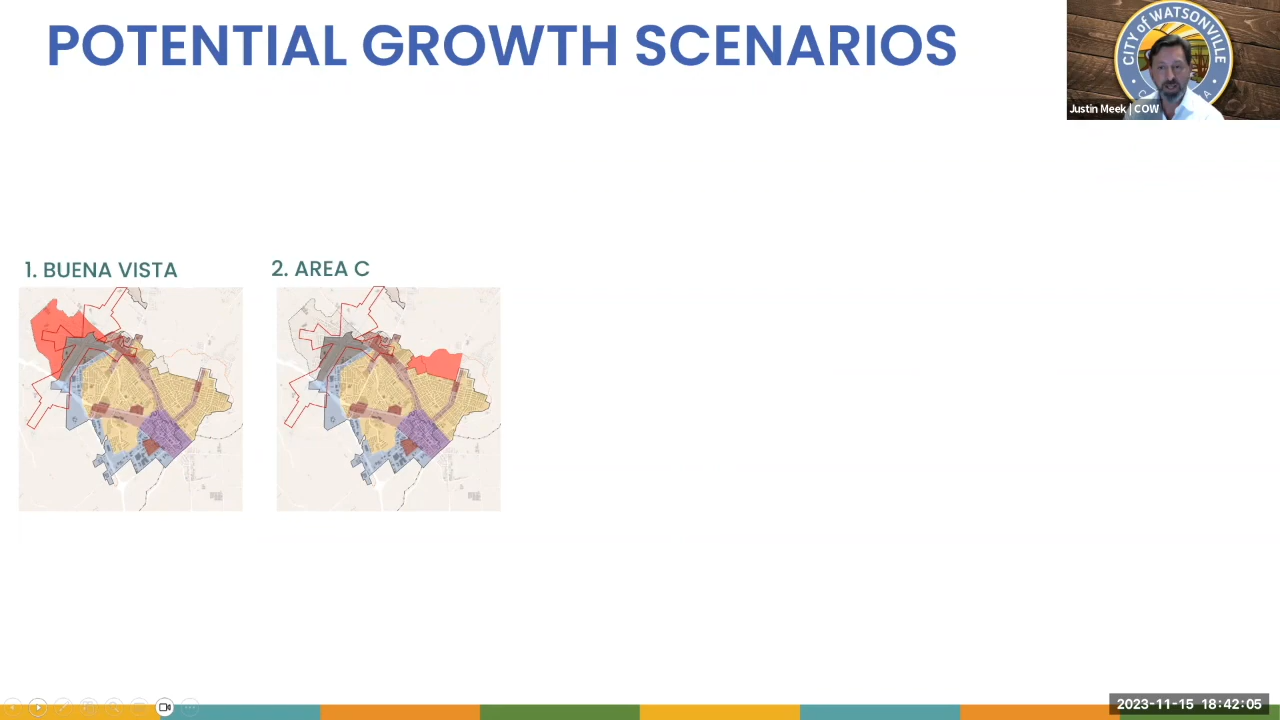 POTENTIAL GROWTH SCENARIOS
CITY of WATSONVILLE
Justin Meek | COW
1. BUENA VISTA
2. AREA C
2023-11-15 18:42:05